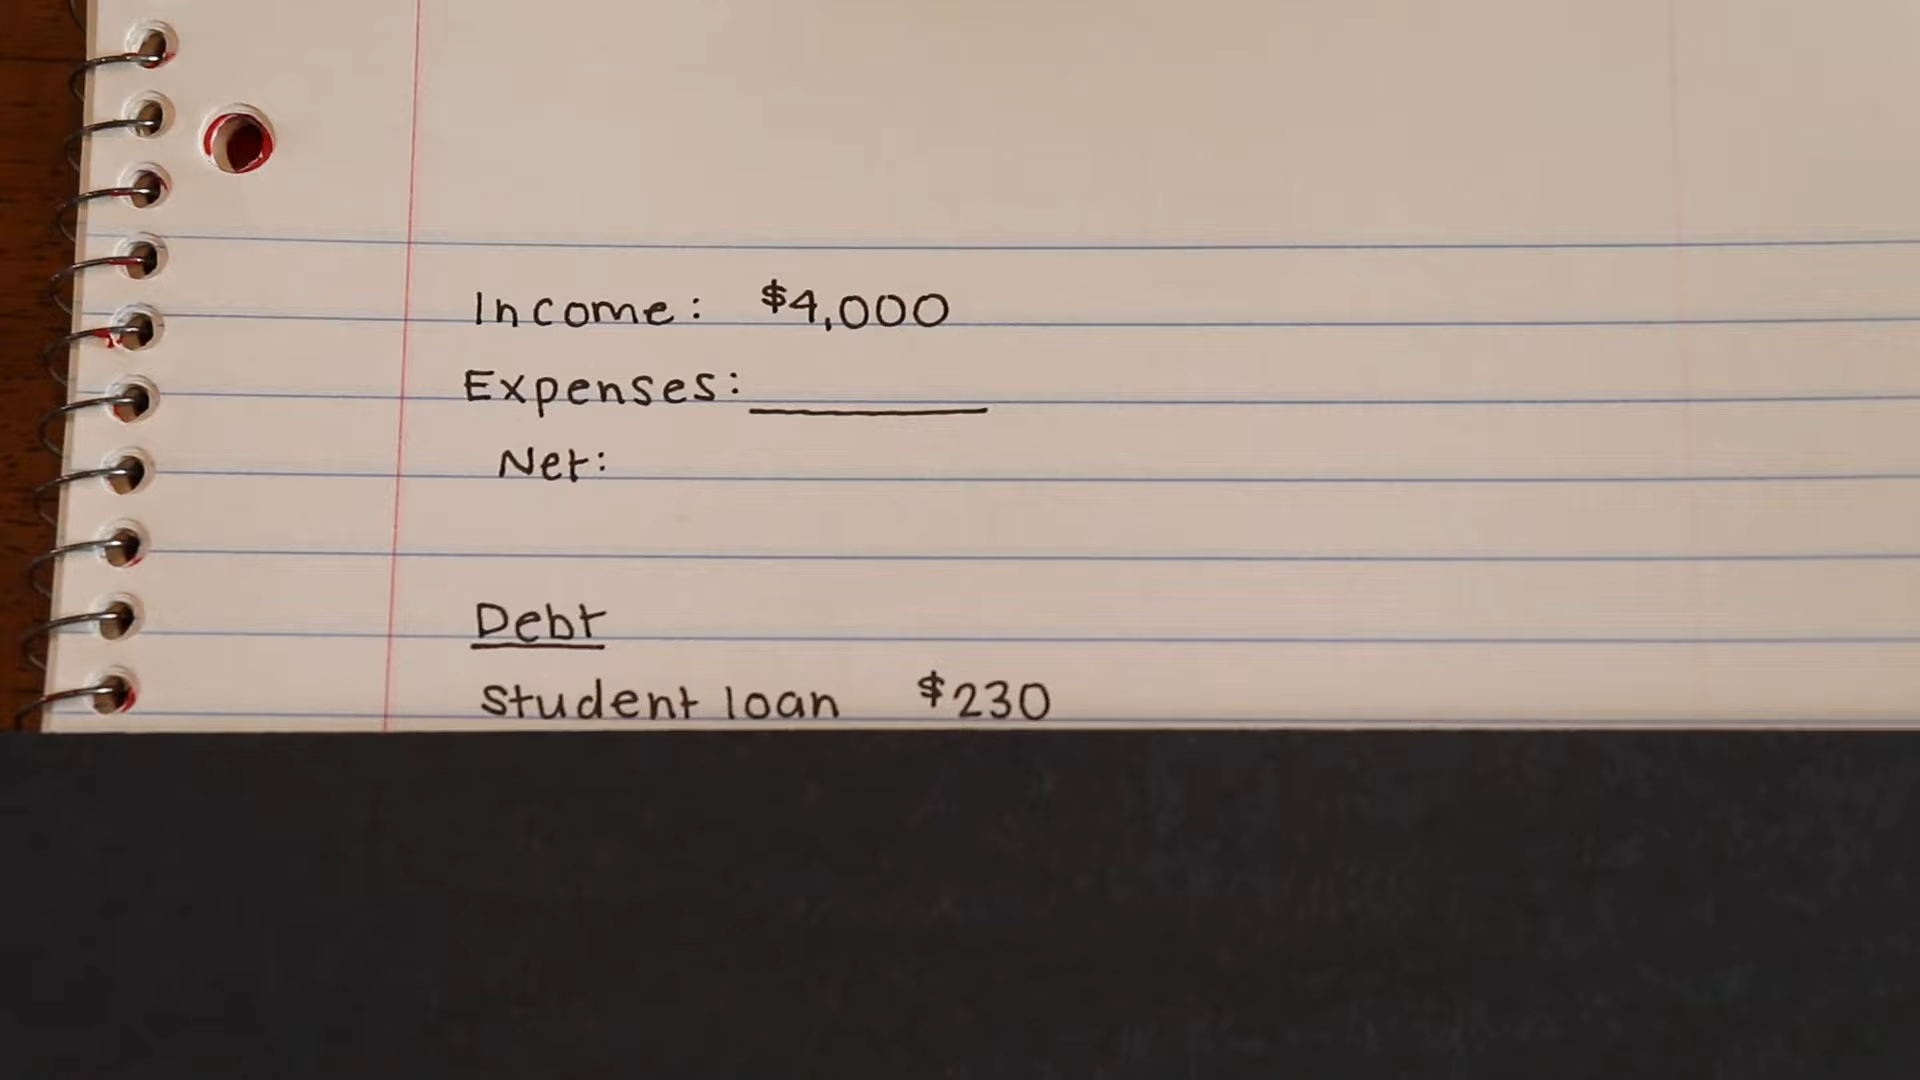 Income: $4,000
Expenses:
Net:
Debt
Student loan $230